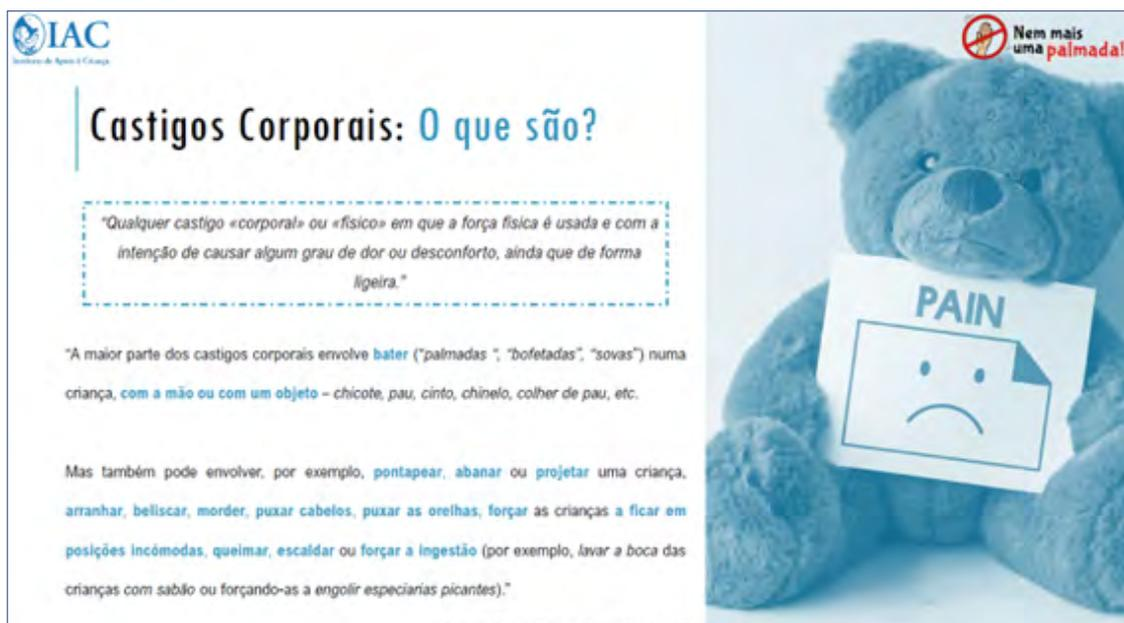 IAC
Instituto de Apoio à Criança
Nem mais
uma palmada!
Castigos Corporais: O que são?
"Qualquer castigo «corporal» ou «físico» em que a força física é usada e com a
intenção de causar algum grau de dor ou desconforto, ainda que de forma
ligeira."
"A maior parte dos castigos corporais envolve bater ("palmadas ", "bofetadas", "sovas") numa
criança, com a mão ou com um objeto – chicote, pau, cinto, chinelo, colher de pau, etc.
Mas também pode envolver, por exemplo, pontapear, abanar ou projetar uma criança,
arranhar, beliscar, morder, puxar cabelos, puxar as orelhas, forçar as crianças a ficar em
posições incómodas, queimar, escaldar ou forçar a ingestão (por exemplo, lavar a boca das
crianças com sabão ou forçando-as a engolir especiarias picantes)."
PAIN